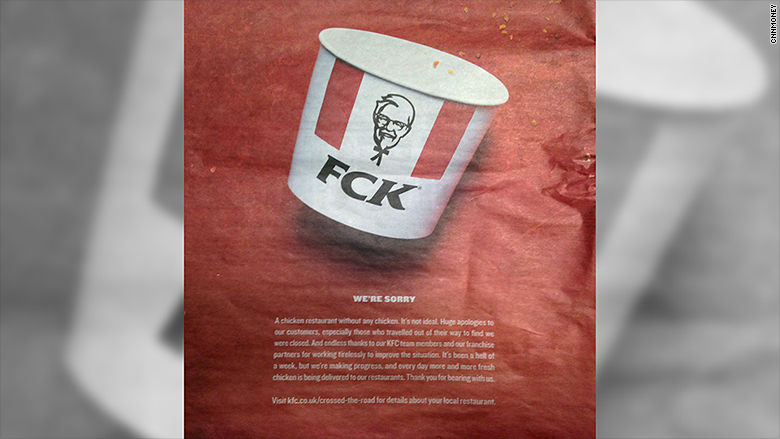 FCK
WE'RE SORRY
A chicken restaurant without any chicken. It's not ideal. Huge apologies to
our customers, especially those who travelled out of their way to find we
were closed. And endless thanks to our KFC team members and our franchise
partners for working tirelessly to improve the situation. It's been a hell of
a week, but we're making progress, and every day more and more fresh
chicken is being delivered to our restaurants. Thank you for bearing with us.
Visit kfc.co.uk/crossed-the-road for details about your local restaurant.
CNNMONEY